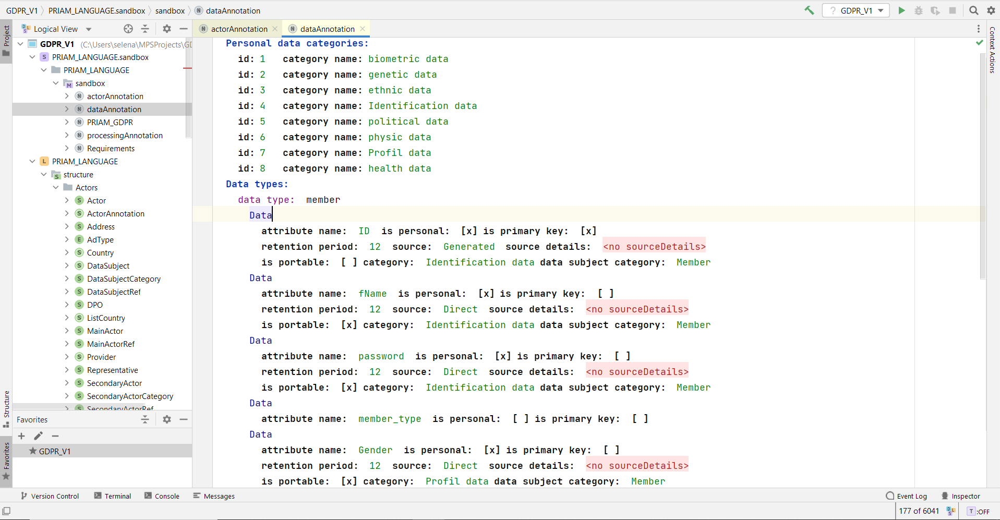 GDPR_V1 PRIAM_LANGUAGE.sandbox sandbox N dataAnnotation ? GDPR_V1
Project
Logical View
GDPR_V1 (C:\Users\selena\MPSProjects\GD
S PRIAM_LANGUAGE.sandbox
PRIAM_LANGUAGE
M sandbox
N actorAnnotation
N dataAnnotation
N PRIAM_GDPR
N processingAnnotation
N Requirements
L PRIAM_LANGUAGE
S structure
Actors
S Actor
S ActorAnnotation
S Address
E AdType
S Country
S DataSubject
S DataSubjectCategory
S DataSubjectRef
S DPO
S ListCountry
S MainActor
S MainActorRef
S Provider
S Representative
S SecondaryActor
S SecondaryActorCategory
S SecondaryActorRef
Structure
Favorites
GDPR_V1
Favorites
N actorAnnotation N dataAnnotation
Personal data categories:
id: 1 category name: biometric data
id: 2 category name: genetic data
id: 3 category name: ethnic data
id: 4 category name: Identification data
id: 5 category name: political data
id: 6 category name: physic data
id: 7 category name: Profil data
id: 8 category name: health data
Data types:
data type: member
Data
attribute name: ID is personal: [x] is primary key: [x]
retention period: 12 source: Generated source details: <no sourceDetails>
is portable: [ ] category: Identification data data subject category: Member
Data
attribute name: fName is personal: [x] is primary key: [ ]
retention period: 12 source: Direct source details: <no sourceDetails>
is portable: [x] category: Identification data data subject category: Member
Data
attribute name: password is personal: [x] is primary key: [ ]
retention period: 12 source: Direct source details: <no sourceDetails>
is portable: [x] category: Identification data data subject category: Member
Data
attribute name: member_type is personal: [ ] is primary key: [ ]
Data
attribute name: Gender is personal: [x] is primary key: [ ]
retention period: 12 source: Direct source details: <no sourceDetails>
is portable: [x] category: Profil data data subject category: Member
Context Actions
Version Control Terminal Console Messages Event Log Inspector
177 of 6041 T :OFF